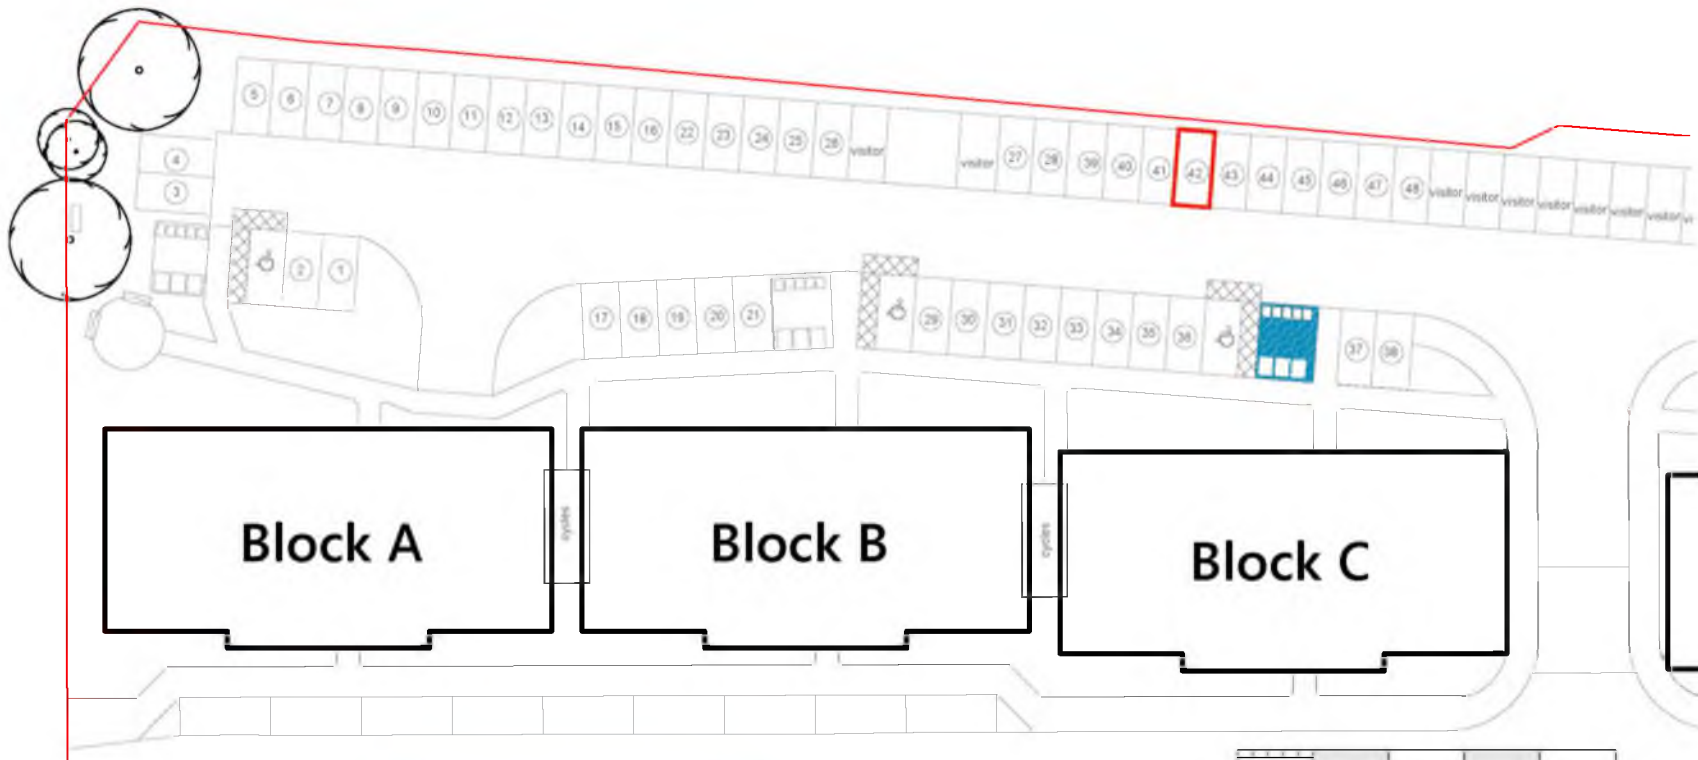 5 6 7 8 9 10 11 12 13 14 15 16 22 23 24 25 26 visitor visitor 27 28 39 40 41 42 43 44 45 46 47 48 visitor visitor visitor visitor visitor visitor visitor
4
3
2 1
17 18 19 20 21
29 30 31 32 33 34 35 36
37 38
Block A
cycles
Block B
cycles
Block C